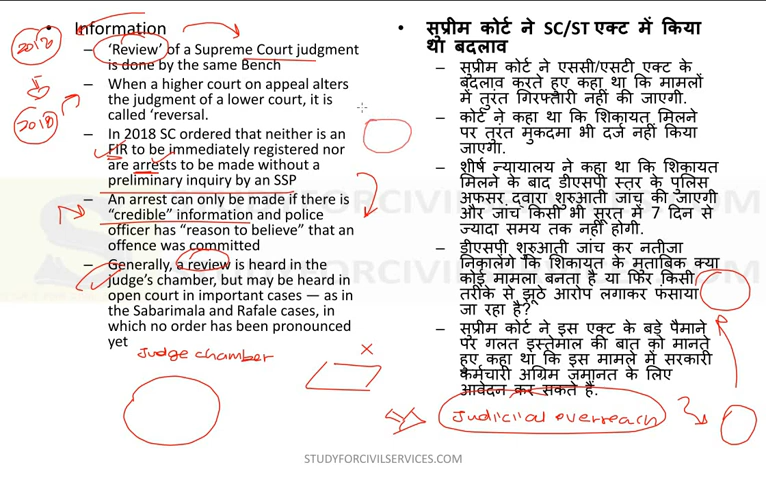 • Information
– 'Review' of a Supreme Court judgment
is done by the same Bench
– When a higher court on appeal alters
the judgment of a lower court, it is
called 'reversal.
– In 2018 SC ordered that neither is an
FIR to be immediately registered nor
are arrests to be made without a
preliminary inquiry by an SSP
– An arrest can only be made if there is
"credible" information and police
officer has "reason to believe" that an
offence was committed
– Generally, a review is heard in the
judge's chamber, but may be heard in
open court in important cases — as in
the Sabarimala and Rafale cases, in
which no order has been pronounced
yet
2018
Judge chamber
• सुप्रीम कोर्ट ने SC/ST एक्ट में किया
था बदलाव
– सुप्रीम कोर्ट ने एससी/एसटी एक्ट के
बदलाव करते हुए कहा था कि मामलों
में तुरंत गिरफ्तारी नहीं की जाएगी.
– कोर्ट ने कहा था कि शिकायत मिलने
पर तुरंत मुकदमा भी दर्ज नहीं किया
जाएगा.
– शीर्ष न्यायालय ने कहा था कि शिकायत
मिलने के बाद डीएसपी स्तर के पुलिस
अफसर द्वारा शुरुआती जांच की जाएगी
और जांच किसी भी सूरत में 7 दिन से
ज्यादा समय तक नहीं होगी.
– डीएसपी शुरुआती जांच कर नतीजा
निकालेंगे कि शिकायत के मुताबिक क्या
कोई मामला बनता है या फिर किसी
तरीके से झूठे आरोप लगाकर फंसाया
जा रहा है?
– सुप्रीम कोर्ट ने इस एक्ट के बड़े पैमाने
पर गलत इस्तेमाल की बात को मानते
हुए कहा था कि इस मामले में सरकारी
कर्मचारी अग्रिम जमानत के लिए
आवेदन कर सकते हैं.
Judicial overreach
STUDYFORCIVILSERVICES.COM